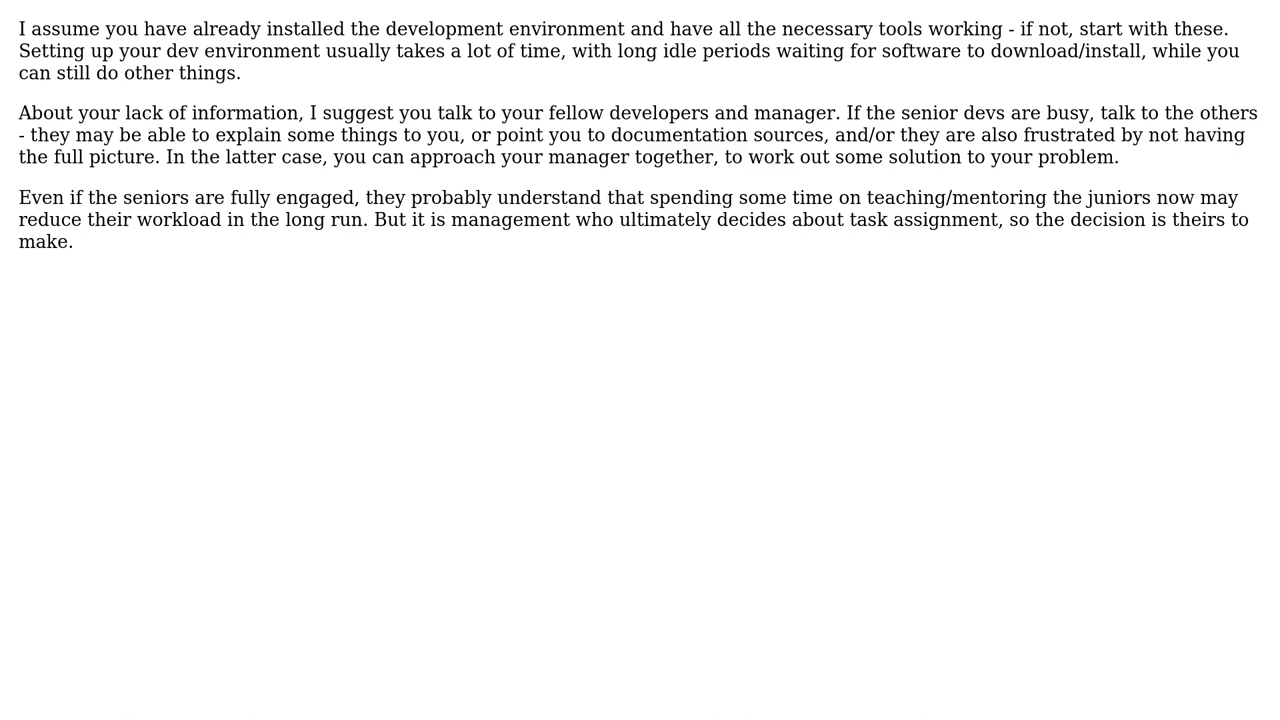 I assume you have already installed the development environment and have all the necessary tools working - if not, start with these.
Setting up your dev environment usually takes a lot of time, with long idle periods waiting for software to download/install, while you
can still do other things.
About your lack of information, I suggest you talk to your fellow developers and manager. If the senior devs are busy, talk to the others
- they may be able to explain some things to you, or point you to documentation sources, and/or they are also frustrated by not having
the full picture. In the latter case, you can approach your manager together, to work out some solution to your problem.
Even if the seniors are fully engaged, they probably understand that spending some time on teaching/mentoring the juniors now may
reduce their workload in the long run. But it is management who ultimately decides about task assignment, so the decision is theirs to
make.